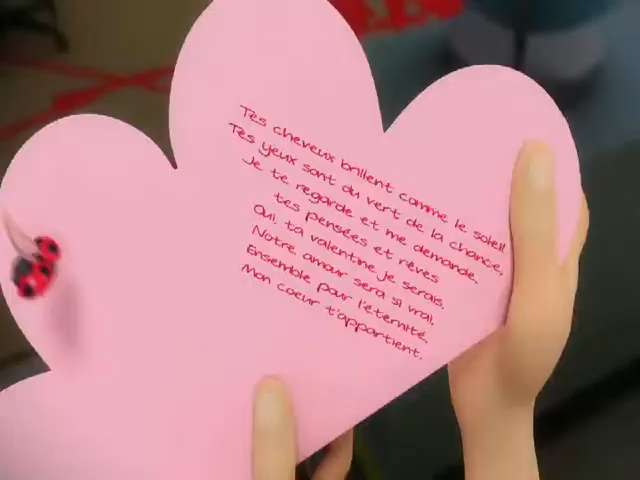 Tes cheveux brillent comme le soleil
Tes yeux sont du vert de la chance,
Je te regarde et me demande,
tes pensées et rêves
Oui, ta valentine je serais,
Notre amour sera si vrai,
Ensemble pour l'éternité,
Mon coeur t'appartient.